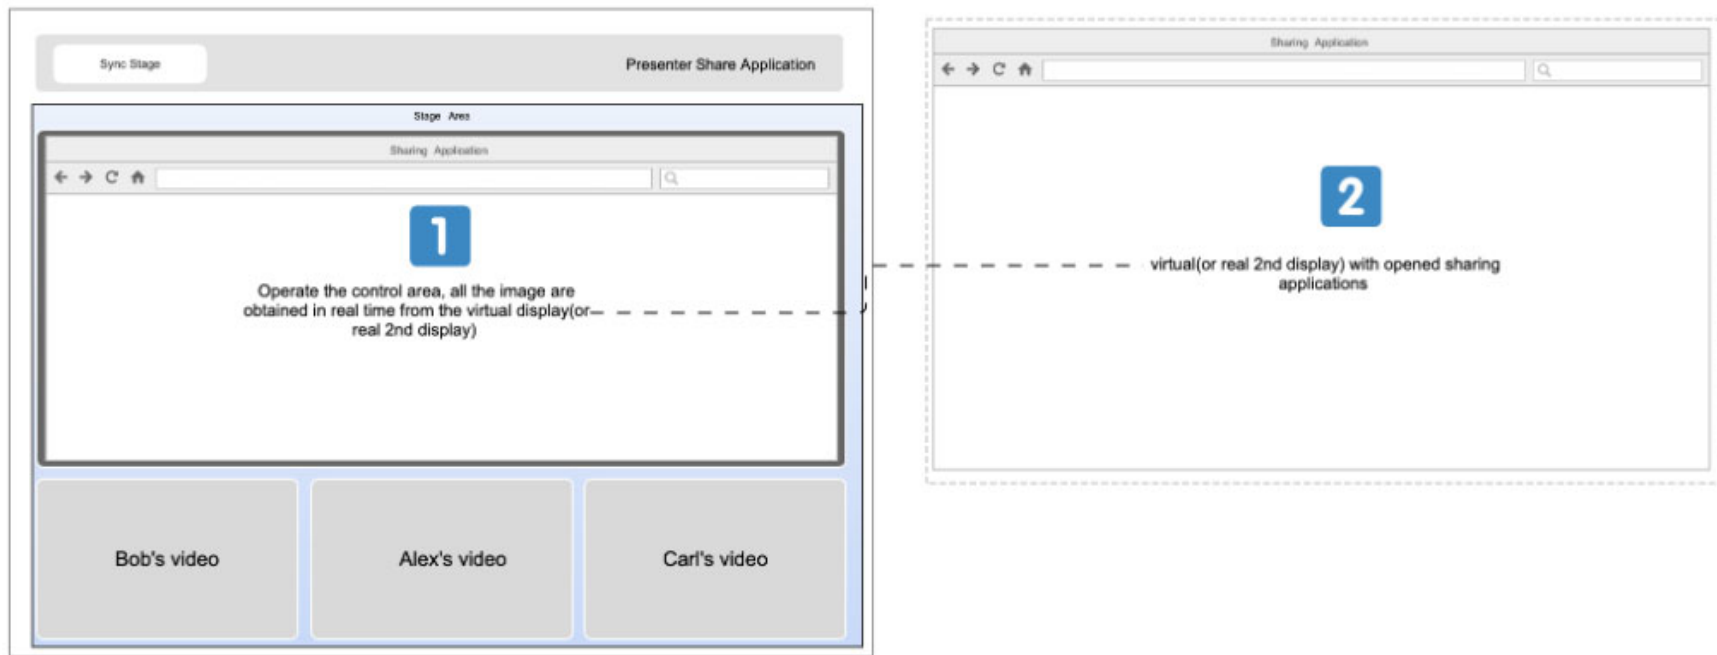 Sync Stage
Presenter Share Application
Stage Area
Sharing Application
1
Operate the control area, all the image are
obtained in real time from the virtual display(or
real 2nd display)
Bob's video
Alex's video
Carl's video
Sharing Application
2
virtual(or real 2nd display) with opened sharing
applications